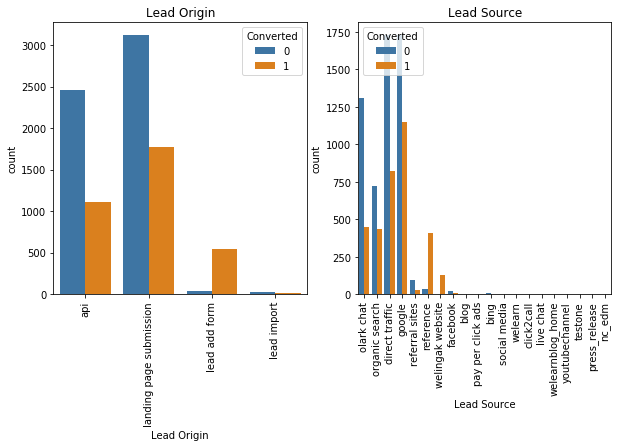 Lead Origin
Converted
0
1
3000
2500
2000
1500
1000
500
0
count
api
landing page submission
lead add form
lead import
Lead Origin
Lead Source
Converted
0
1
1750
1500
1250
1000
750
500
250
0
count
olark chat
organic search
direct traffic
google
referral sites
reference
welingak website
facebook
blog
pay per click ads
bing
social media
welearn
click2call
live chat
welearnblog_home
youtubechannel
testone
press_release
nc_edm
Lead Source